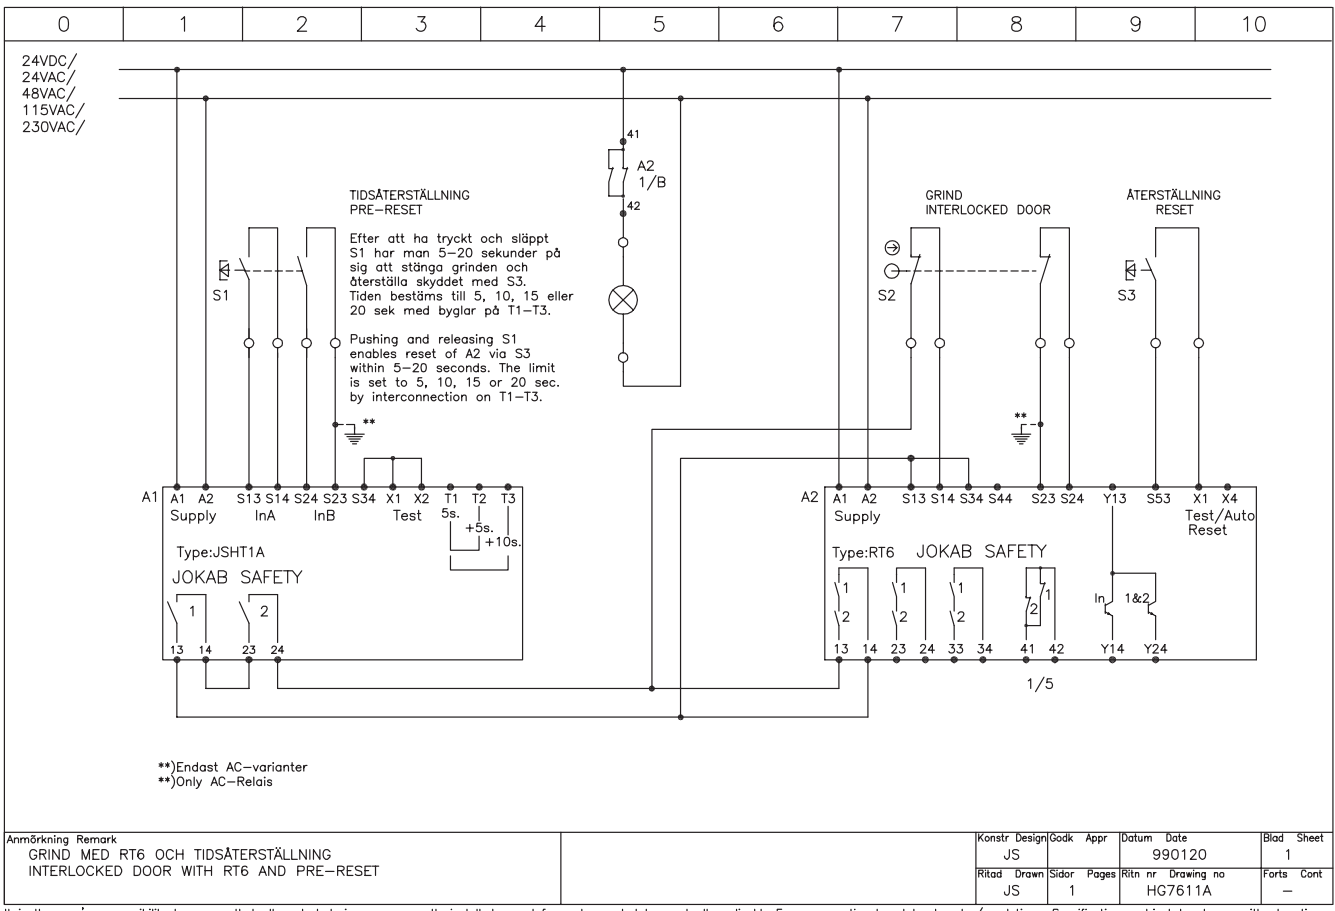 0 1 2 3 4 5 6 7 8 9 10
24VDC/
24VAC/
48VAC/
115VAC/
230VAC/
41
A2
1/B
42
TIDSÅTERSTÄLLNING
PRE-RESET
Efter att ha tryckt och släppt
S1 har man 5-20 sekunder på
sig att stänga grinden och
återställa skyddet med S3.
Tiden bestäms till 5, 10, 15 eller
20 sek med byglar på T1-T3.
Pushing and releasing S1
enables reset of A2 via S3
within 5-20 seconds. The limit
is set to 5, 10, 15 or 20 sec.
by interconnection on T1-T3.
S1
**
GRIND
INTERLOCKED DOOR
ÅTERSTÄLLNING
RESET
S2
S3
**
A1
A1 A2 S13 S14 S24 S23 S34 X1 X2 T1 T2 T3
Supply InA InB Test 5s.
+5s.
+10s.
Type:JSHT1A
JOKAB SAFETY
1 2
13 14 23 24
A2
A1 A2 S13 S14 S34 S44 S23 S24 Y13 S53 X1 X4
Supply Test/Auto
Reset
Type:RT6 JOKAB SAFETY
1 1 1 1
In 1&2
2 2 2 2
13 14 23 24 33 34 41 42 Y14 Y24
1/5
**)Endast AC-varianter
**)Only AC-Relais
Anmörkning Remark
GRIND MED RT6 OCH TIDSÅTERSTÄLLNING
INTERLOCKED DOOR WITH RT6 AND PRE-RESET
Konstr Design Godk Appr Datum Date Blad Sheet
JS 990120 1
Ritad Drawn Sidor Pages Ritn nr Drawing no Forts Cont
JS 1 HG7611A -